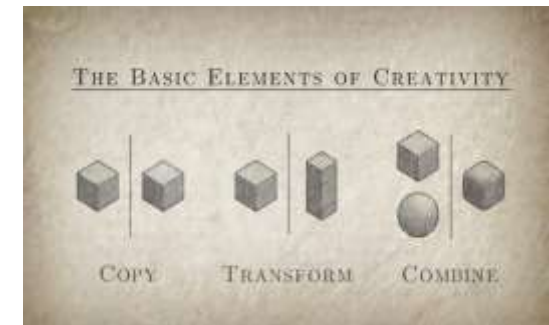 THE BASIC ELEMENTS OF CREATIVITY
COPY
TRANSFORM
COMBINE